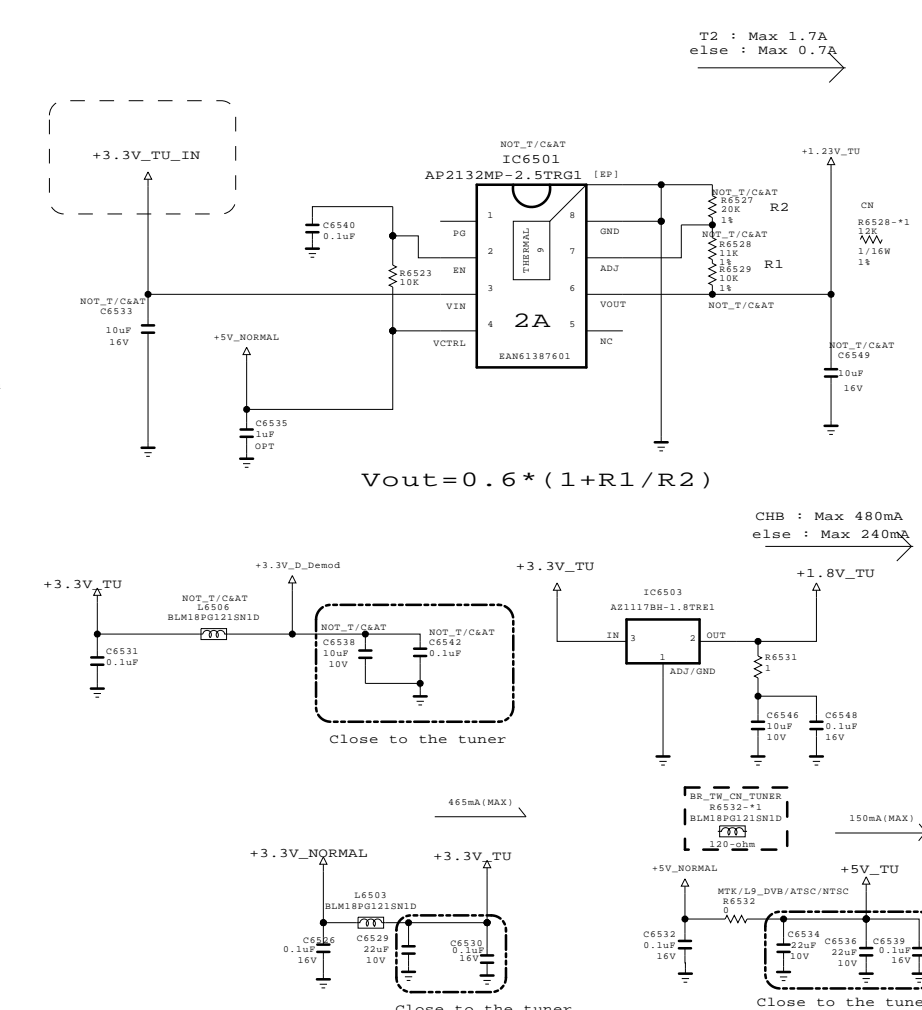 T2 : Max 1.7A
else : Max 0.7A
+3.3V_TU_IN
NOT_T/C&AT
IC6501
AP2132MP-2.5TRG1 [EP]
+1.23V_TU
C6540
0.1uF
1
PG
2
EN
3
VIN
4
VCTRL
THERMAL
9
8
GND
7
ADJ
6
VOUT
5
NC
2A
EAN61387601
NOT_T/C&AT
R6527
20K
1%
R2
NOT_T/C&AT
R6528
11K
1%
R6529
10K
1%
R1
NOT_T/C&AT
CN
R6528-*1
12K
1/16W
1%
R6523
10K
NOT_T/C&AT
C6533
10uF
16V
+5V_NORMAL
C6535
1uF
OPT
NOT_T/C&AT
C6549
10uF
16V
Vout=0.6*(1+R1/R2)
CHB : Max 480mA
else : Max 240mA
+3.3V_TU
+3.3V_D_Demod
NOT_T/C&AT
L6506
BLM18PG121SN1D
C6531
0.1uF
NOT_T/C&AT
C6538
10uF
10V
NOT_T/C&AT
C6542
0.1uF
Close to the tuner
+3.3V_TU
IC6503
AZ1117BH-1.8TRE1
+1.8V_TU
IN
3
2
OUT
1
ADJ/GND
R6531
1
C6546
10uF
10V
C6548
0.1uF
16V
465mA(MAX)
+3.3V_NORMAL
+3.3V_TU
L6503
BLM18PG121SN1D
C6526
0.1uF
16V
C6529
22uF
10V
C6530
0.1uF
16V
Close to the tuner
BR_TW_CN_TUNER
R6532-*1
BLM18PG121SN1D
120-ohm
150mA(MAX)
+5V_NORMAL
+5V_TU
MTK/L9_DVB/ATSC/NTSC
R6532
0
C6532
0.1uF
16V
C6534
22uF
10V
C6536
22uF
10V
C6539
0.1uF
16V
Close to the tune